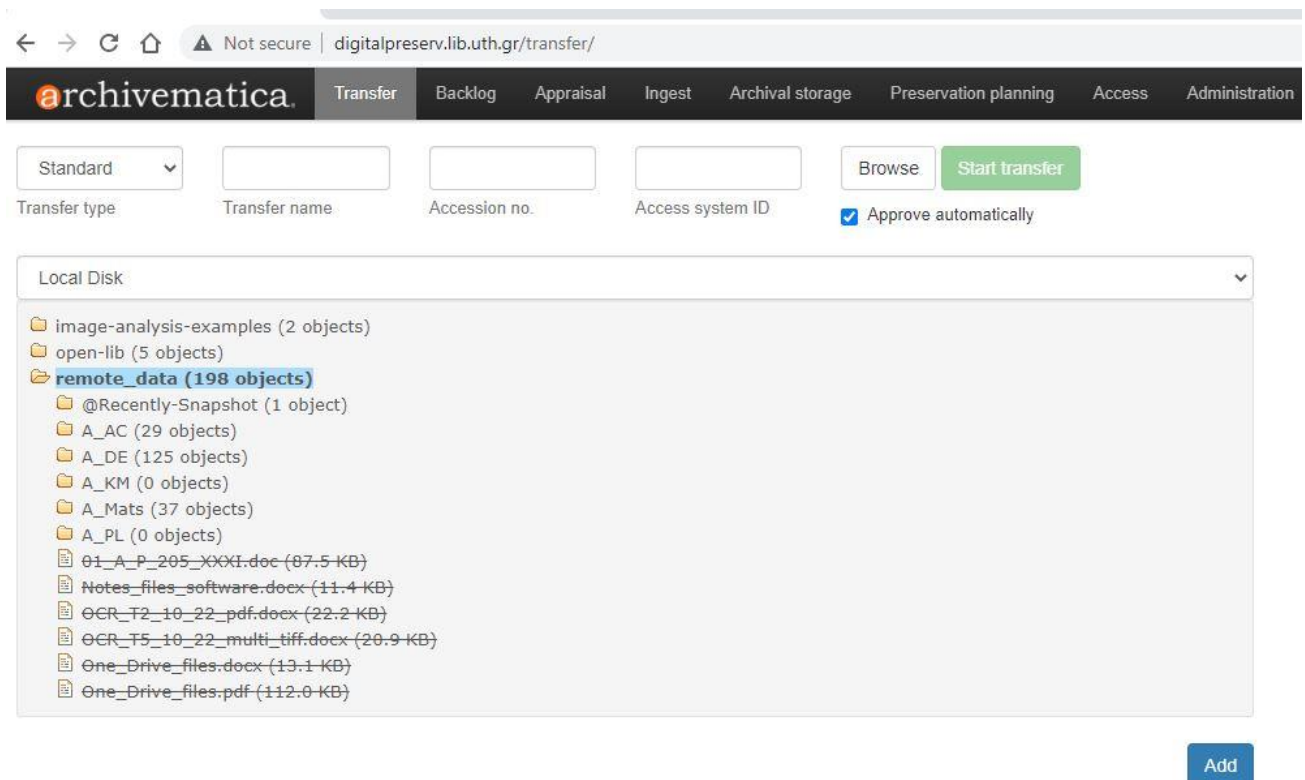 Not secure | digitalpreserv.lib.uth.gr/transfer/
archivematica. Transfer Backlog Appraisal Ingest Archival storage Preservation planning Access Administration
Standard Browse Start transfer
Transfer type Transfer name Accession no. Access system ID Approve automatically
Local Disk
image-analysis-examples (2 objects)
open-lib (5 objects)
remote_data (198 objects)
@Recently-Snapshot (1 object)
A_AC (29 objects)
A_DE (125 objects)
A_KM (0 objects)
A_Mats (37 objects)
A_PL (0 objects)
01_A_P_205_XXXI.doc (87.5 KB)
Notes_files_software.docx (11.4 KB)
OCR_T2_10_22_pdf.docx (22.2 KB)
OCR_T5_10_22_multi_tiff.docx (20.9 KB)
One_Drive_files.docx (13.1 KB)
One_Drive_files.pdf (112.0 KB)
Add